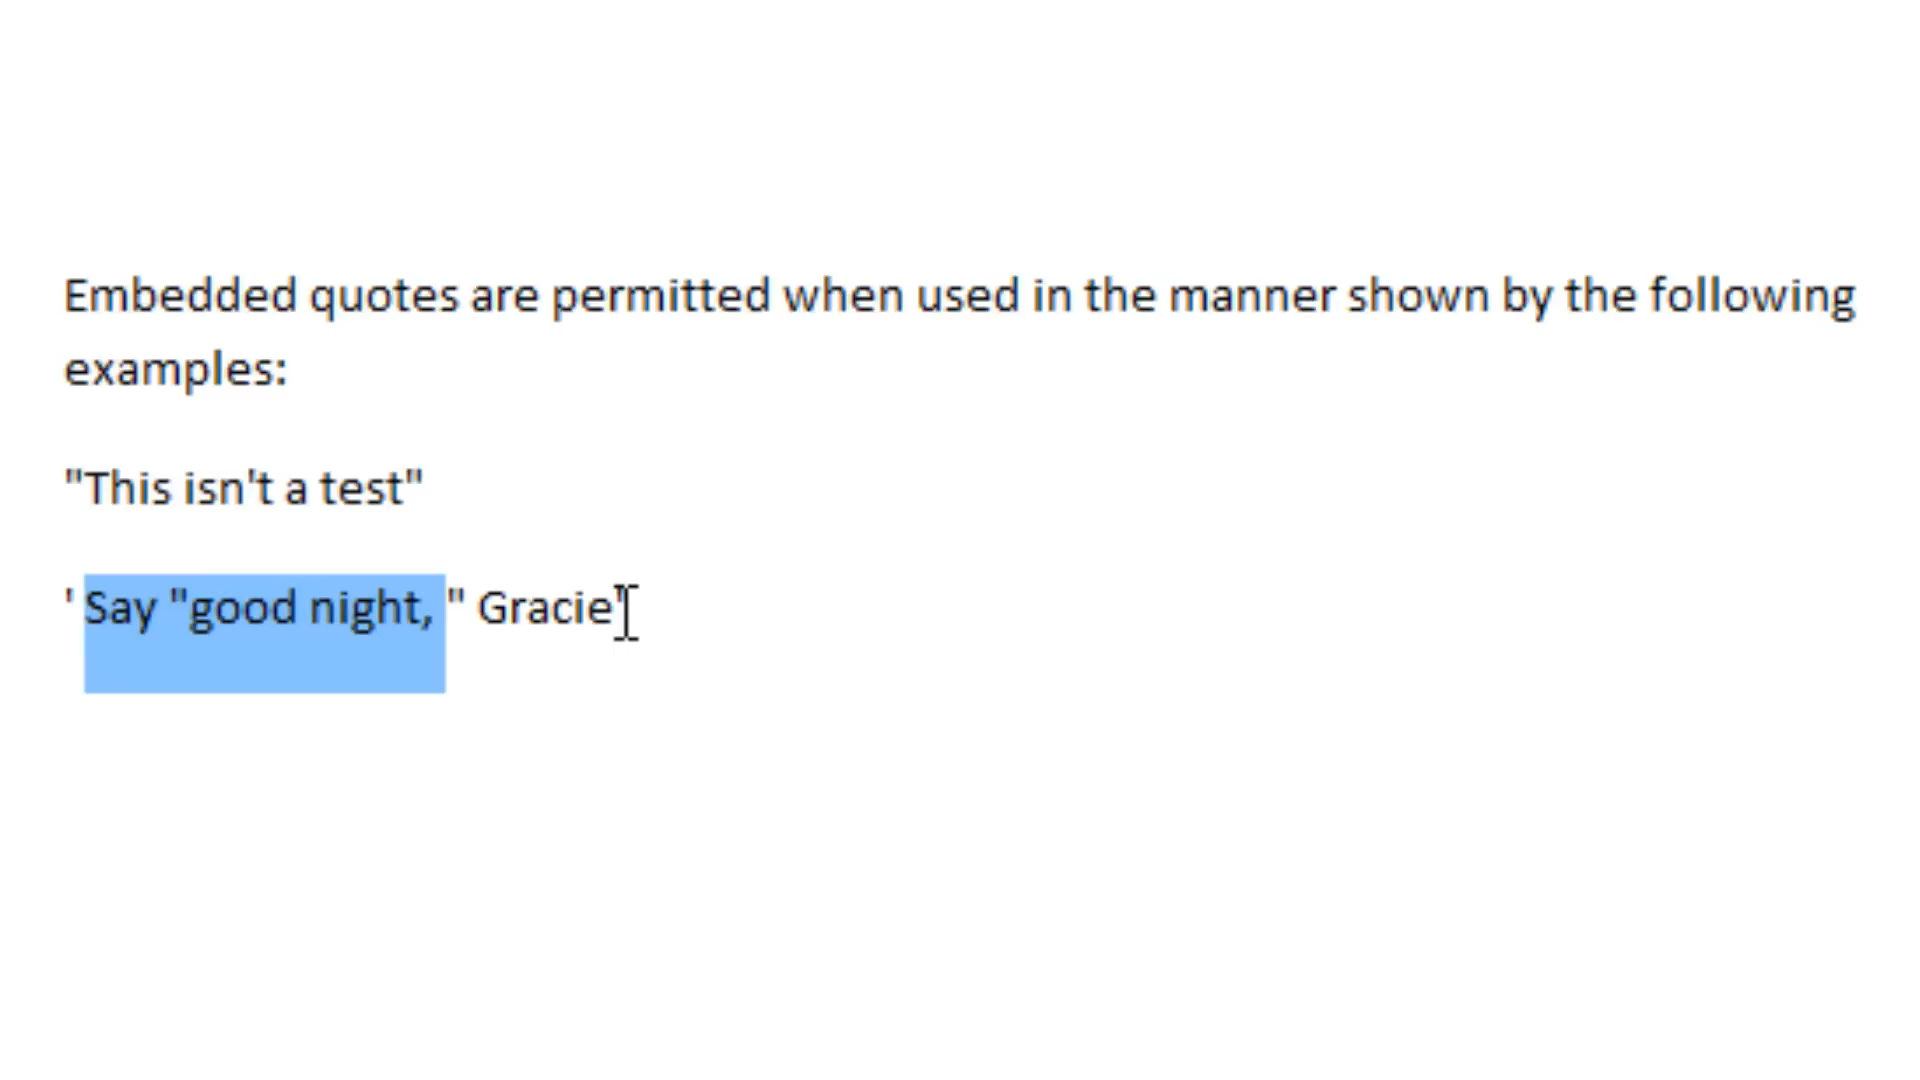 Embedded quotes are permitted when used in the manner shown by the following
examples:
"This isn't a test"
' Say "good night, " Gracie'